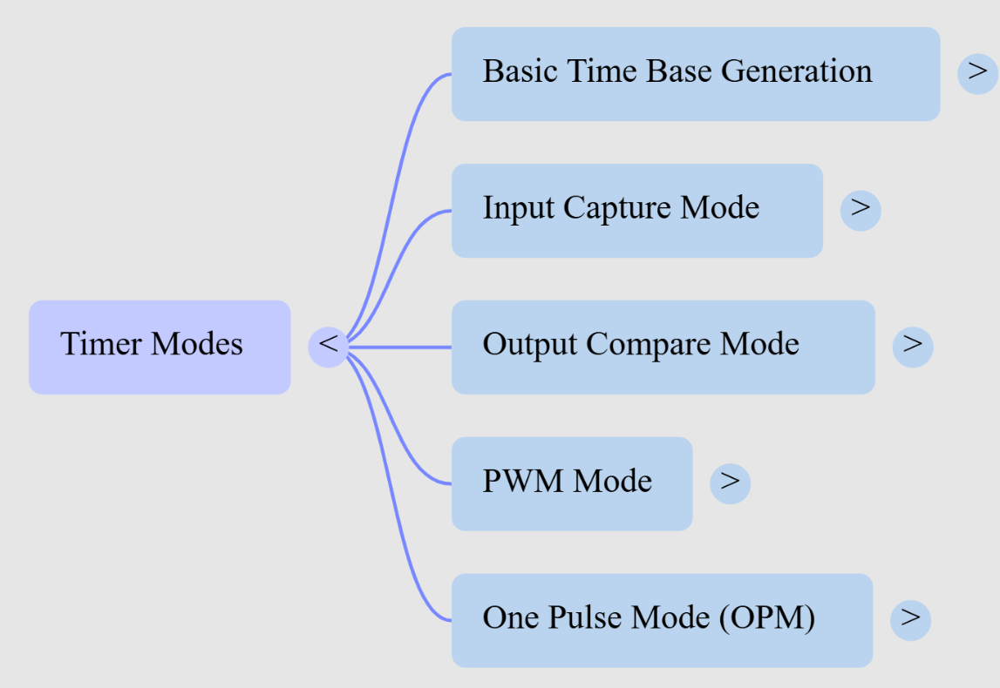 Basic Time Base Generation >
Input Capture Mode >
Timer Modes <
Output Compare Mode >
PWM Mode >
One Pulse Mode (OPM) >